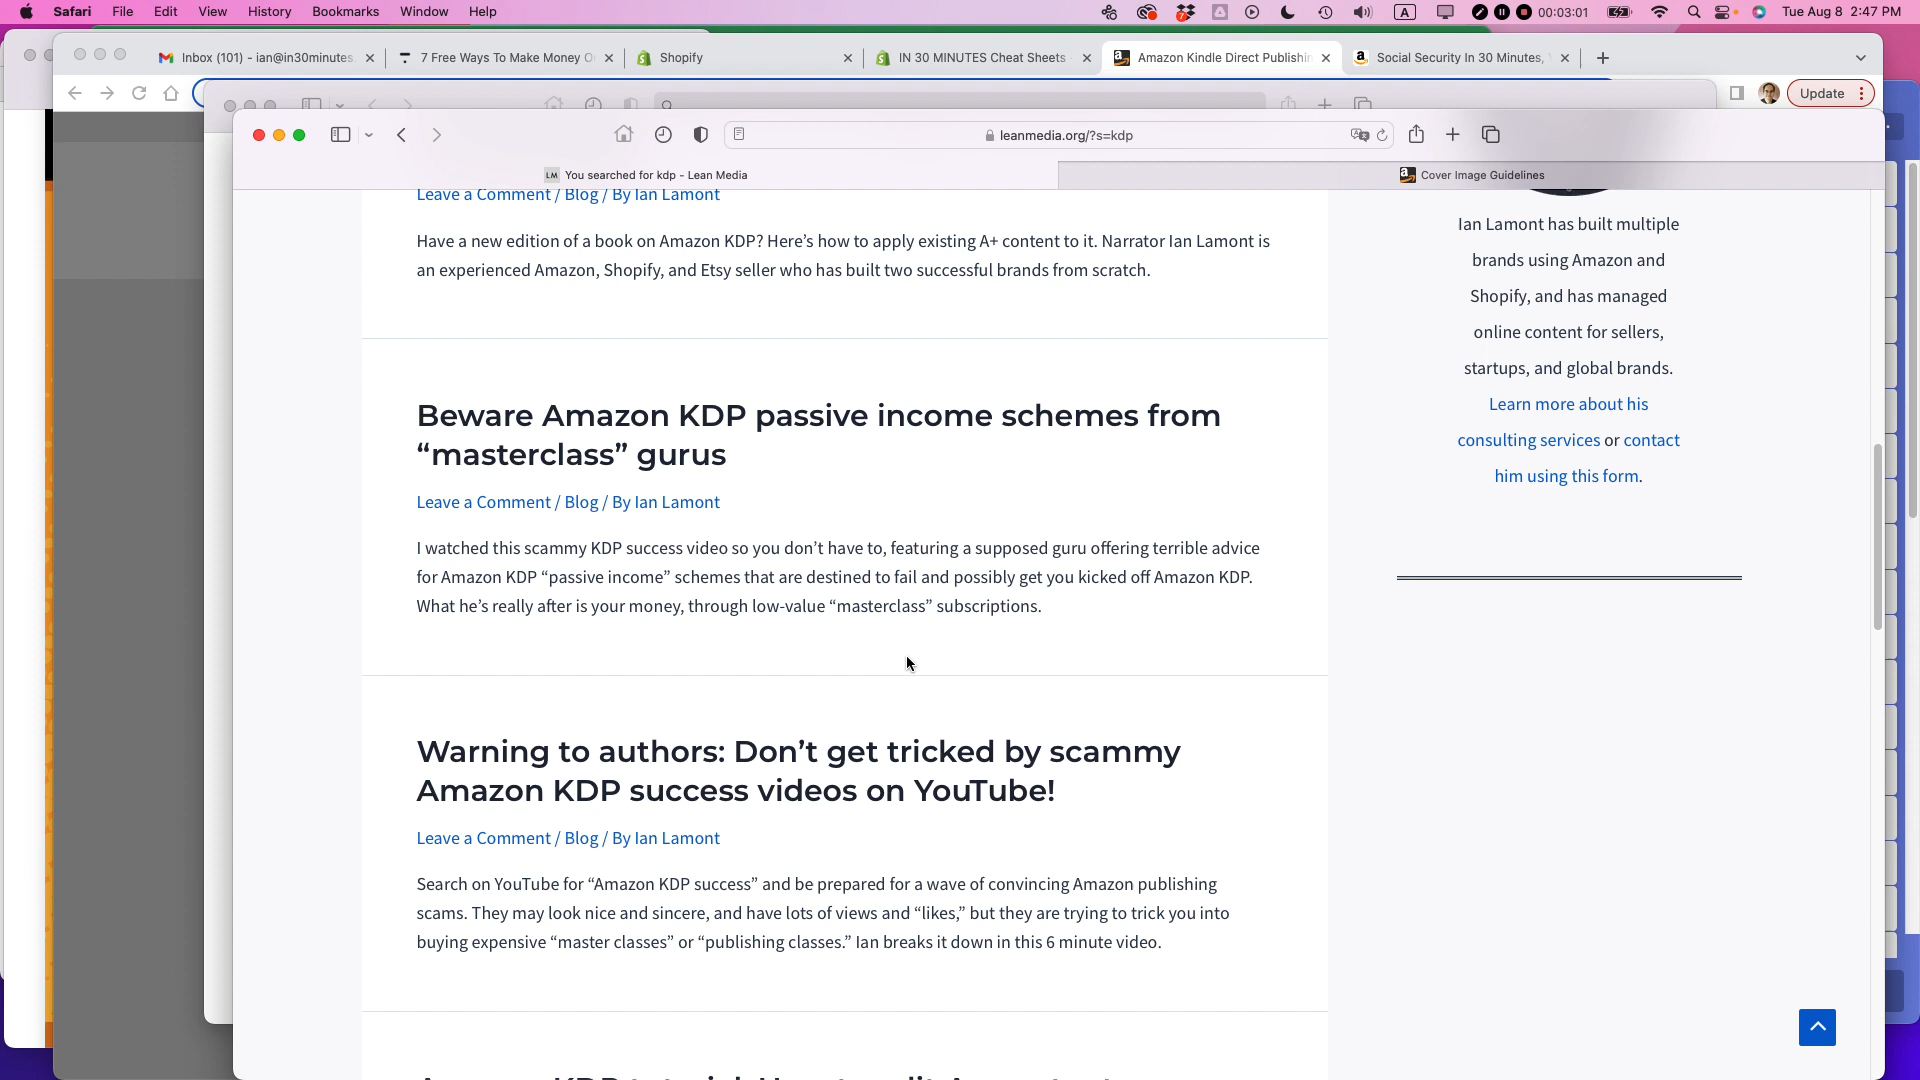 Safari File Edit View History Bookmarks Window Help
7
A
00:03:01
Tue Aug 8 2:47 PM
Inbox (101) - ian@in30minutes.
7 Free Ways To Make Money O
Shopify
IN 30 MINUTES Cheat Sheets
Amazon Kindle Direct Publishin
Social Security In 30 Minutes,
Update
leanmedia.org/?s=kdp
LM You searched for kdp - Lean Media
Cover Image Guidelines
Leave a Comment / Blog / By Ian Lamont
Have a new edition of a book on Amazon KDP? Here’s how to apply existing A+ content to it. Narrator Ian Lamont is
an experienced Amazon, Shopify, and Etsy seller who has built two successful brands from scratch.
Beware Amazon KDP passive income schemes from
“masterclass” gurus
Leave a Comment / Blog / By Ian Lamont
I watched this scammy KDP success video so you don’t have to, featuring a supposed guru offering terrible advice
for Amazon KDP “passive income” schemes that are destined to fail and possibly get you kicked off Amazon KDP.
What he’s really after is your money, through low-value “masterclass” subscriptions.
Warning to authors: Don’t get tricked by scammy
Amazon KDP success videos on YouTube!
Leave a Comment / Blog / By Ian Lamont
Search on YouTube for “Amazon KDP success” and be prepared for a wave of convincing Amazon publishing
scams. They may look nice and sincere, and have lots of views and “likes,” but they are trying to trick you into
buying expensive “master classes” or “publishing classes.” Ian breaks it down in this 6 minute video.
Ian Lamont has built multiple
brands using Amazon and
Shopify, and has managed
online content for sellers,
startups, and global brands.
Learn more about his
consulting services or contact
him using this form.